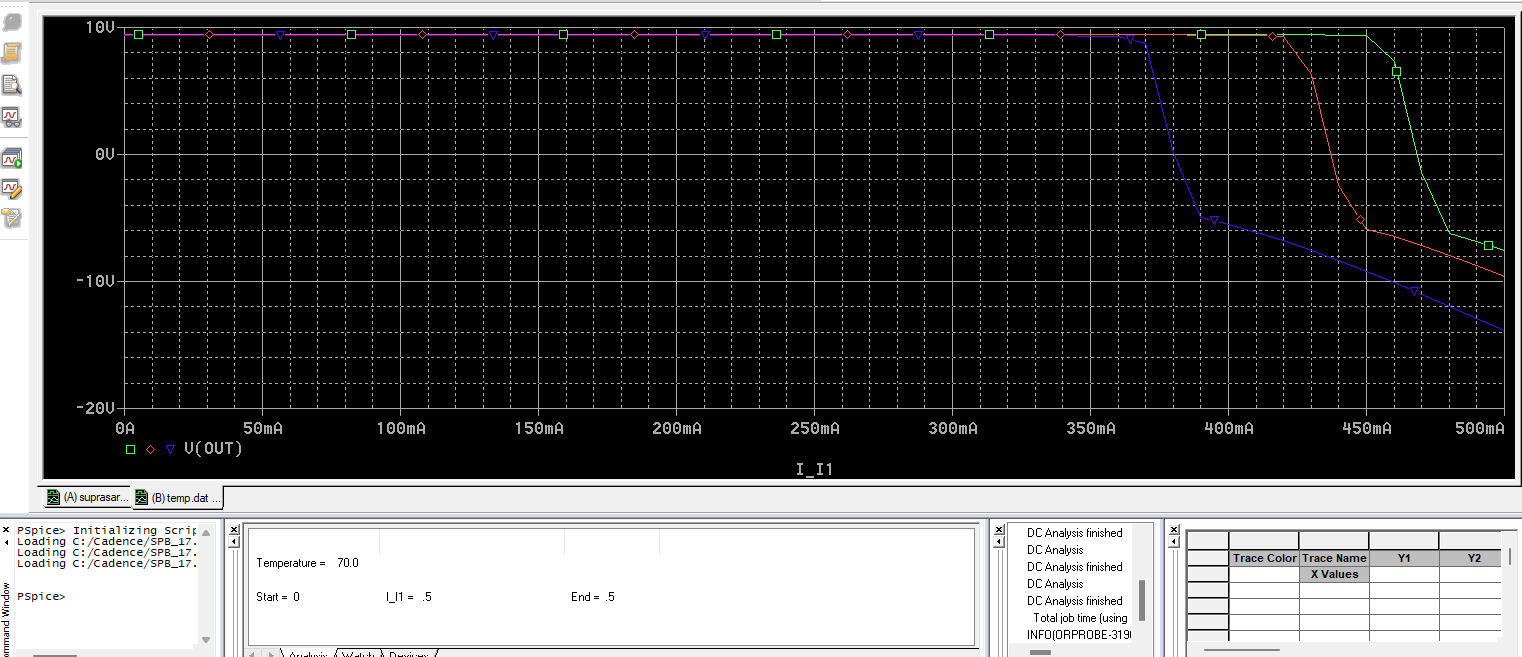 10V
0V
-10V
-20V
0A 50mA 100mA 150mA 200mA 250mA 300mA 350mA 400mA 450mA 500mA
V(OUT)
I_I1
(A) suprasar... (B) temp.dat ...
PSpice> Initializing Scrip
Loading C:/Cadence/SPB_17.
Loading C:/Cadence/SPB_17.
Loading C:/Cadence/SPB_17.
PSpice>
ommand Window
Temperature = 70.0
Start = 0 I_I1 = .5 End = .5
Analysis Watch Devices
DC Analysis finished
DC Analysis
DC Analysis finished
DC Analysis
DC Analysis finished
Total job time (using
INFO(ORPROBE-319
Trace Color Trace Name Y1 Y2
X Values